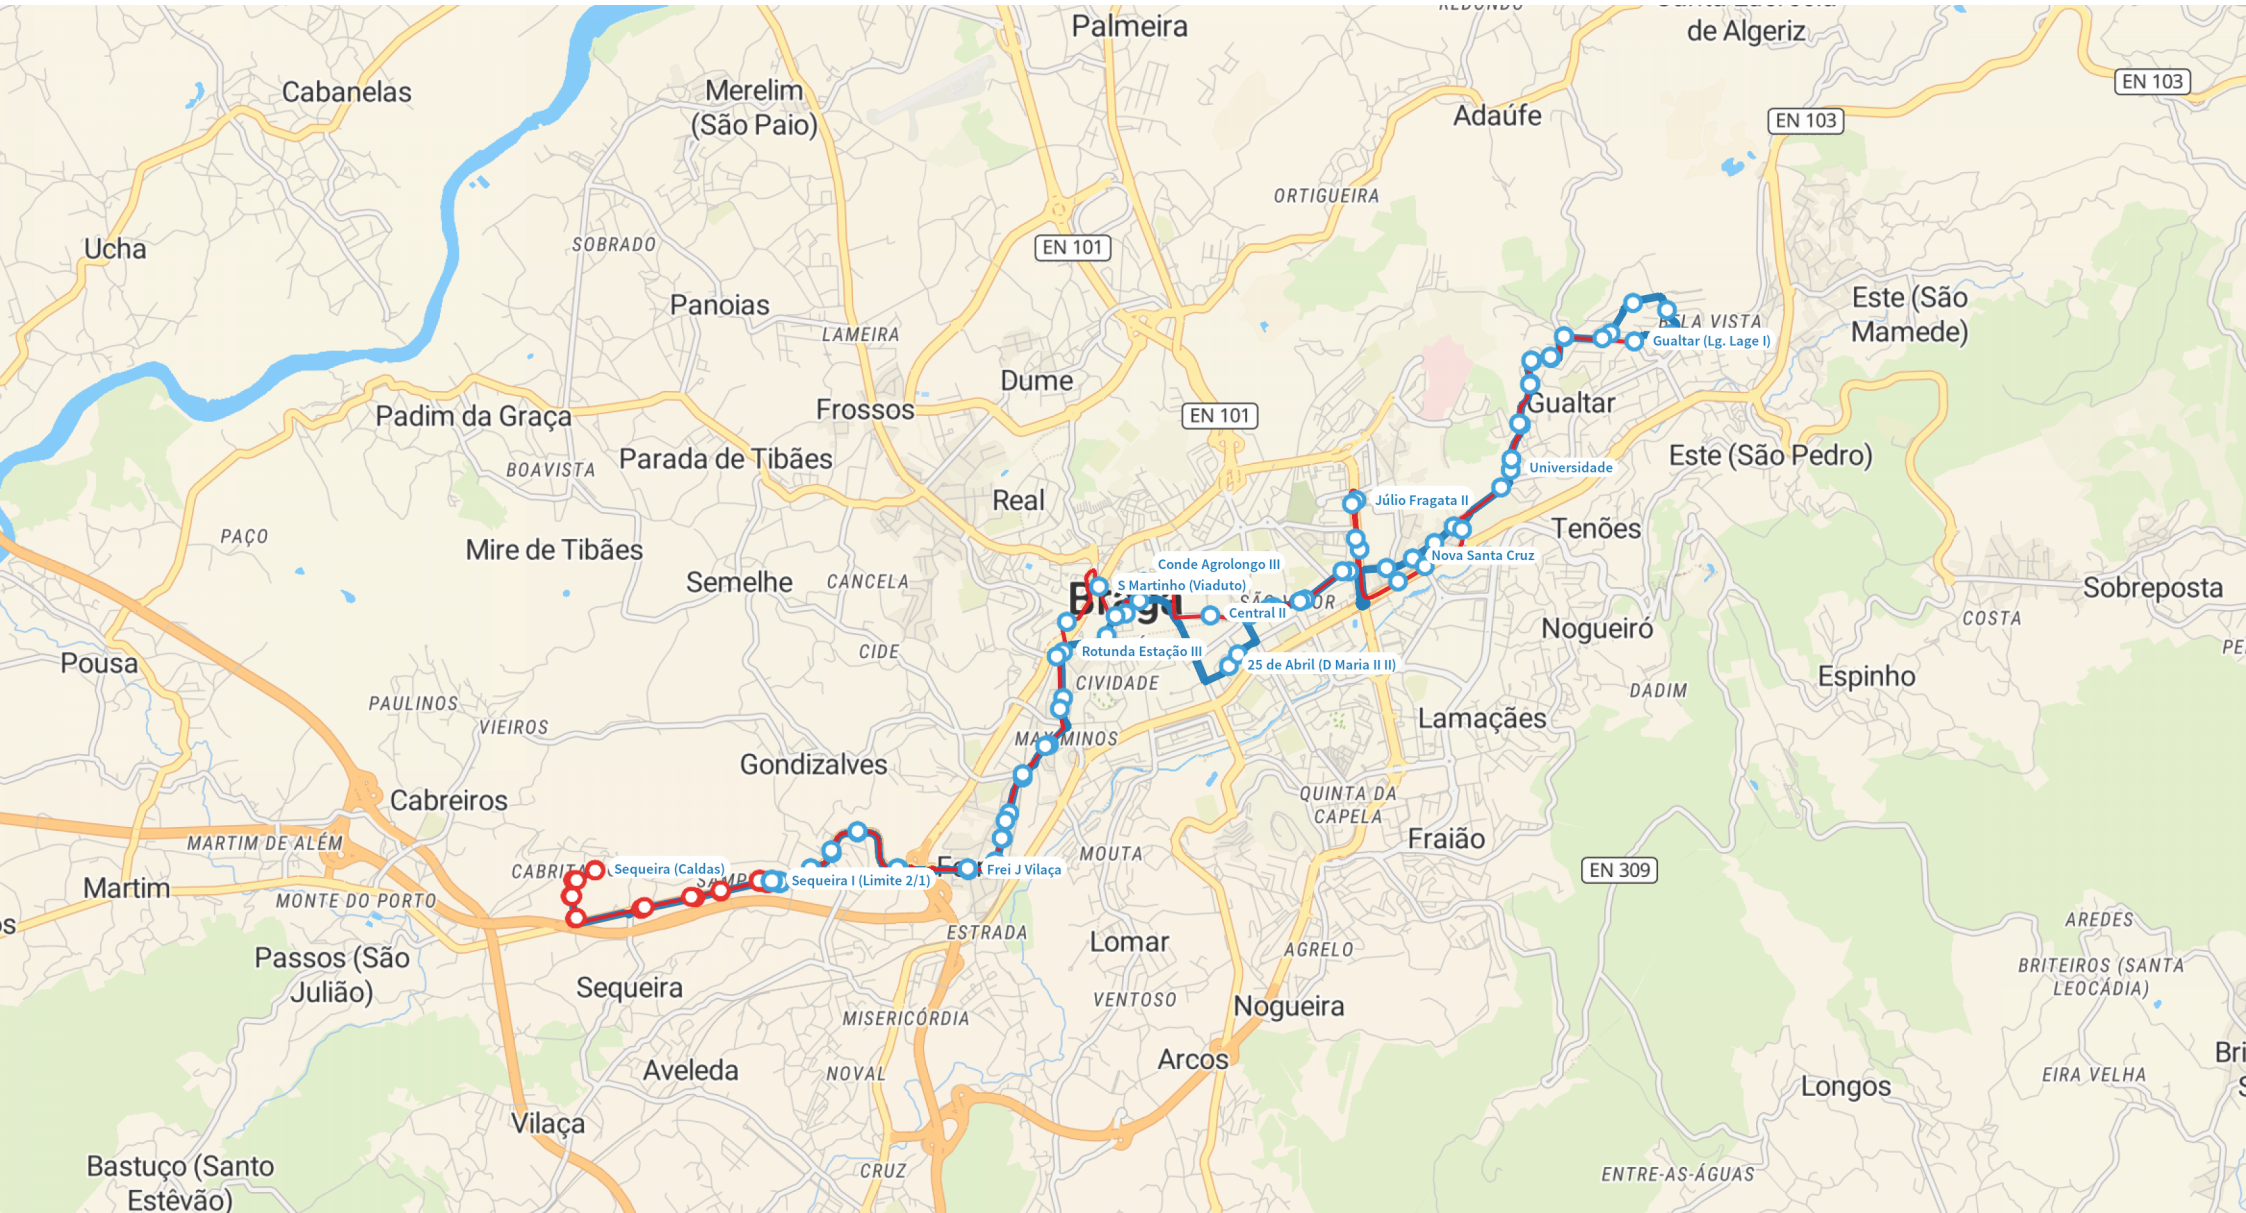 Palmeira
de Algeriz
Cabanelas
Merelim
(São Paio)
EN 103
Adaúfe
EN 103
ORTIGUEIRA
Ucha
SOBRADO
EN 101
Panoias
LAMEIRA
Este (São
Mamede)
BELA VISTA
Gualtar (Lg. Lage I)
Dume
Frossos
Padim da Graça
EN 101
Gualtar
BOAVISTA
Parada de Tibães
Este (São Pedro)
Universidade
Real
Júlio Fragata II
PAÇO
Mire de Tibães
Tenões
Nova Santa Cruz
Conde Agrolongo III
Semelhe
CANCELA
S Martinho (Viaduto)
Braga
Sobreposta
SÃO VICTOR
Central II
COSTA
Nogueiró
CIDE
Rotunda Estação III
Pousa
25 de Abril (D Maria II II)
CIVIDADE
Espinho
DADIM
PAULINOS
VIEIROS
Lamaçães
MAXIMINOS
Gondizalves
QUINTA DA
CAPELA
Cabreiros
MARTIM DE ALÉM
Fraião
MOUTA
Sequeira (Caldas)
Frei J Vilaça
EN 309
Sequeira I (Limite 2/1)
Martim
MONTE DO PORTO
ESTRADA
AREDES
Lomar
AGRELO
Passos (São
Julião)
BRITEIROS (SANTA
LEOCÁDIA)
Sequeira
VENTOSO
Nogueira
MISERICÓRDIA
Arcos
Aveleda
NOVAL
EIRA VELHA
Longos
Vilaça
Bastuço (Santo
Estêvão)
CRUZ
ENTRE-AS-ÁGUAS